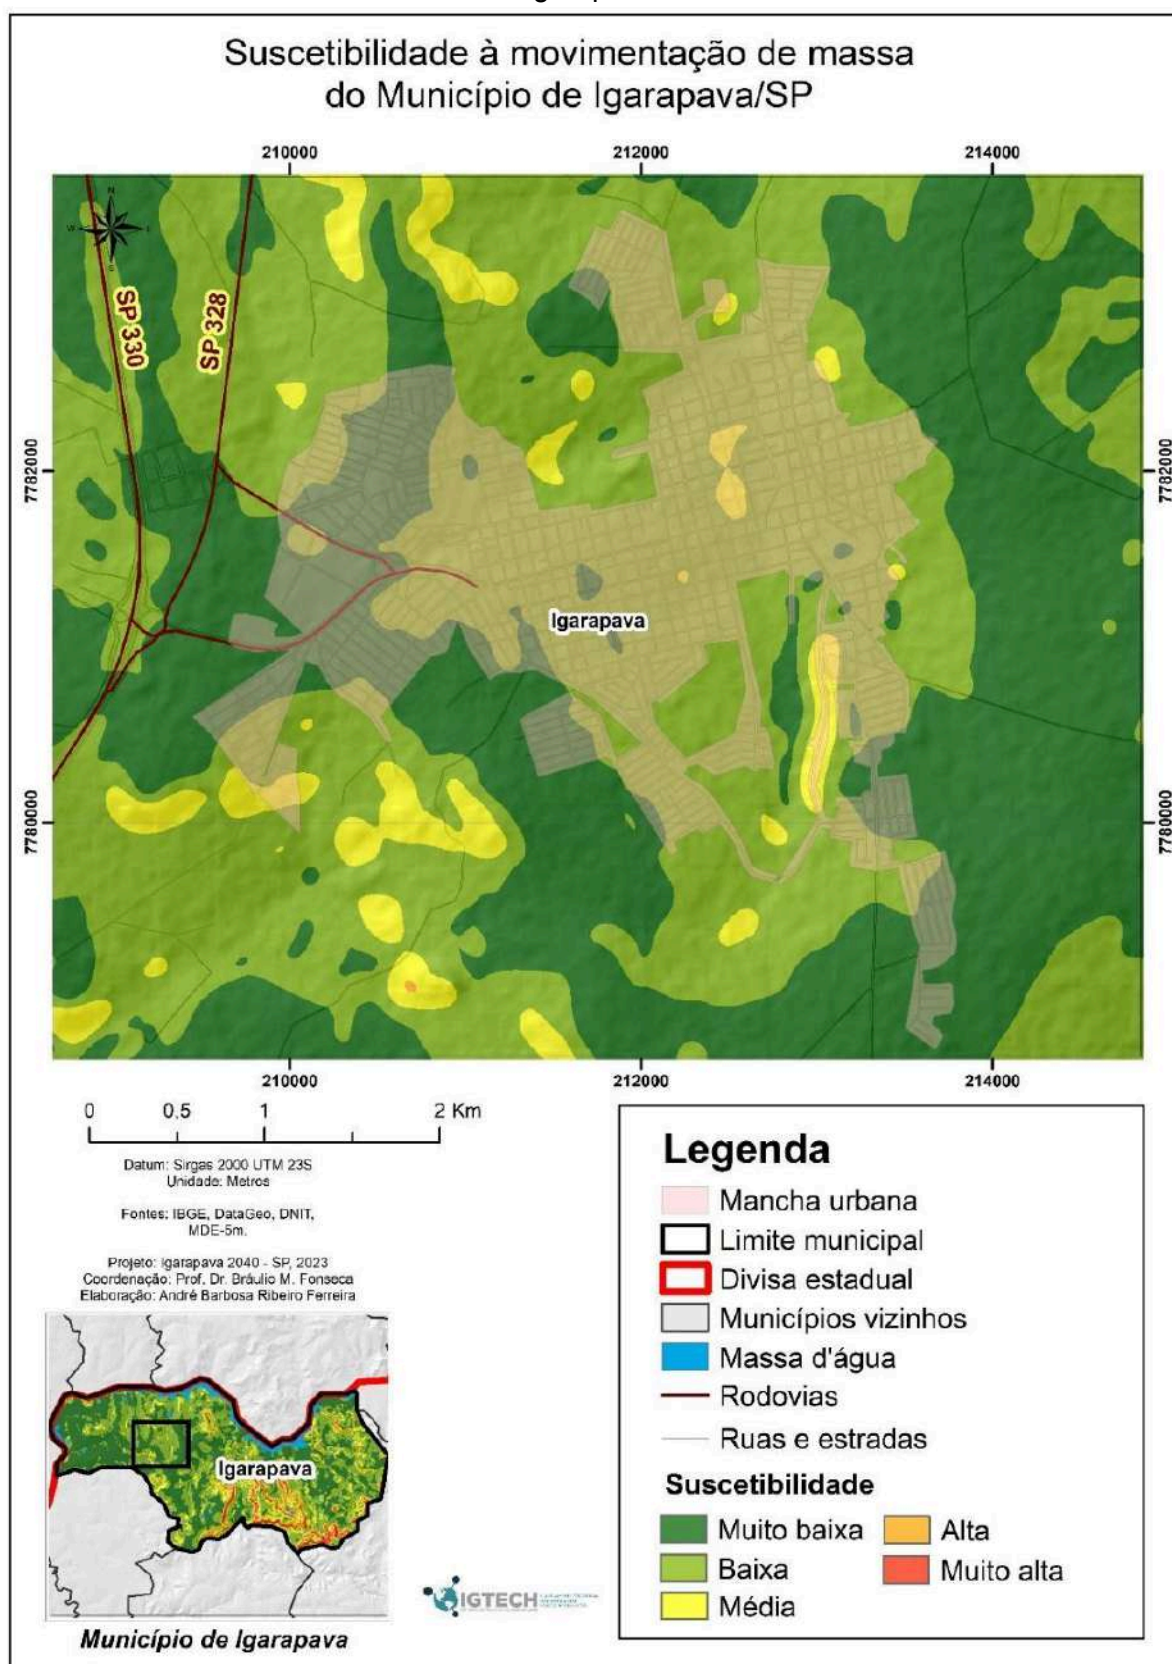 Suscetibilidade à movimentação de massa
do Município de Igarapava/SP
210000
212000
214000
N
W
E
S
SP 330
SP 328
7782000
7782000
Igarapava
7780000
7780000
210000
212000
214000
0
0.5
1
2 Km
Datum: Sirgas 2000 UTM 23S
Unidade: Metros
Fontes: IBGE, DataGeo, DNIT,
MDE-5m.
Projeto: Igarapava 2040 - SP, 2023
Coordenação: Prof. Dr. Bráulio M. Fonseca
Elaboração: André Barbosa Ribeiro Ferreira
Igarapava
Município de Igarapava
IGTECH
Legenda
Mancha urbana
Limite municipal
Divisa estadual
Municípios vizinhos
Massa d'água
Rodovias
Ruas e estradas
Suscetibilidade
Muito baixa
Alta
Baixa
Muito alta
Média